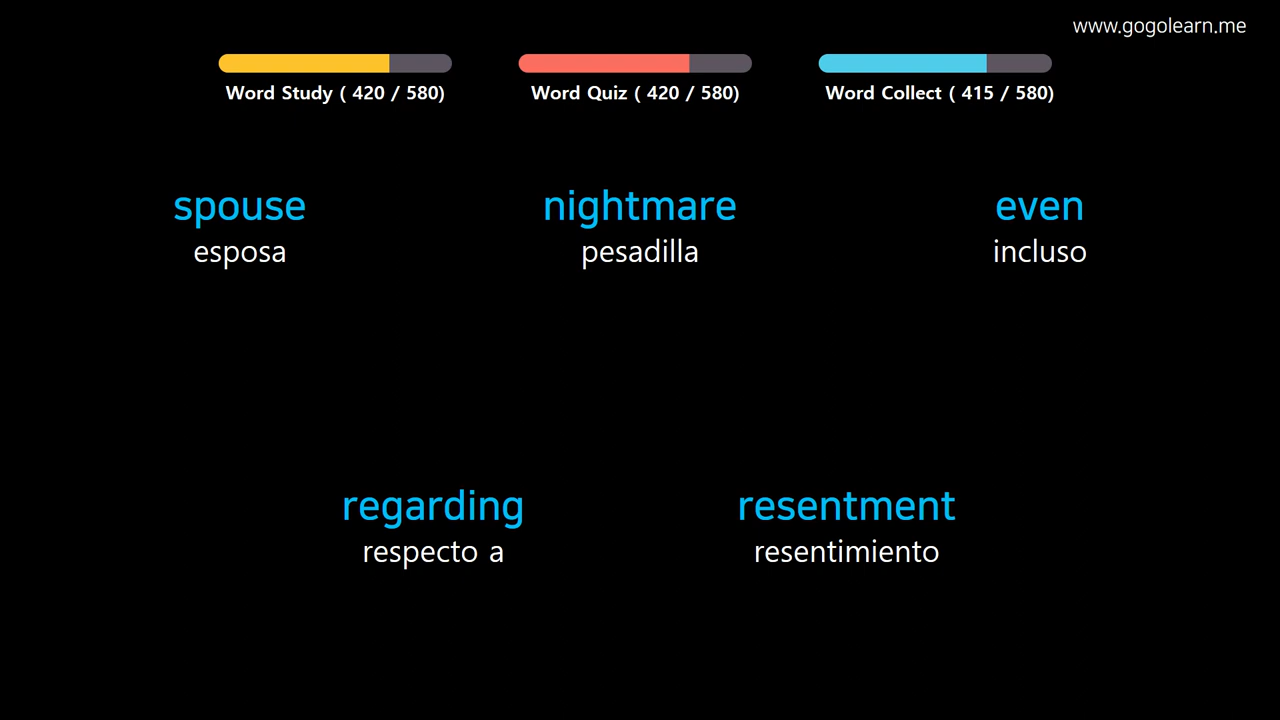 www.gogolearn.me
Word Study ( 420 / 580)
Word Quiz ( 420 / 580)
Word Collect ( 415 / 580)
spouse
esposa
nightmare
pesadilla
even
incluso
regarding
respecto a
resentment
resentimiento